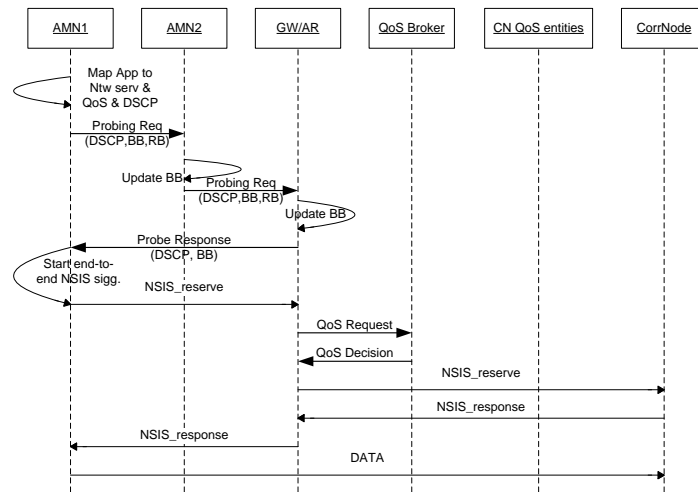 AMN1
AMN2
GW/AR
QoS Broker
CN QoS entities
CorrNode
Map App to
Ntw serv &
QoS & DSCP
Probing Req
(DSCP,BB,RB)
Update BB
Probing Req
(DSCP,BB,RB)
Update BB
Probe Response
(DSCP, BB)
Start end-to-
end NSIS sigg.
NSIS_reserve
QoS Request
QoS Decision
NSIS_reserve
NSIS_response
NSIS_response
DATA